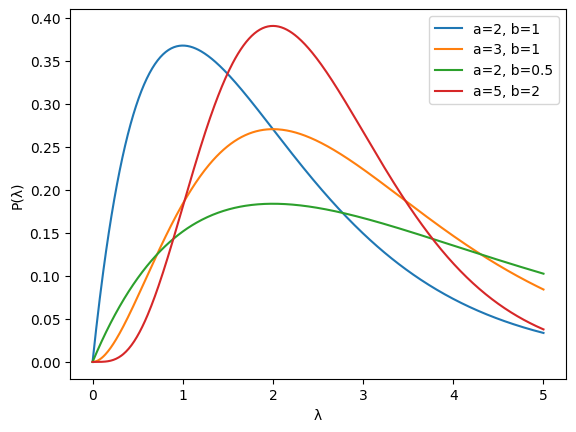 0.40
0.35
0.30
0.25
0.20
0.15
0.10
0.05
0.00
P(λ)
a=2, b=1
a=3, b=1
a=2, b=0.5
a=5, b=2
0 1 2 3 4 5
λ